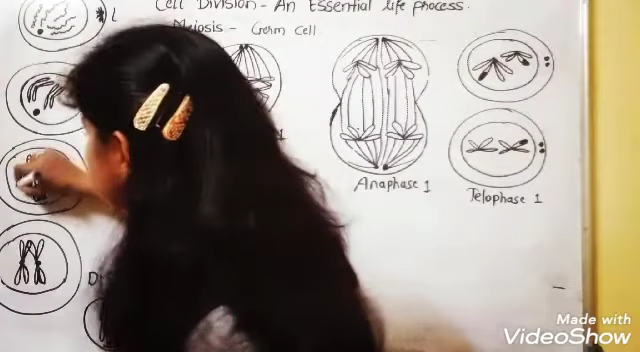 Cell Division - An Essential life process.
Meiosis - Germ Cell
Anaphase 1
Telophase 1
Made with
VideoShow